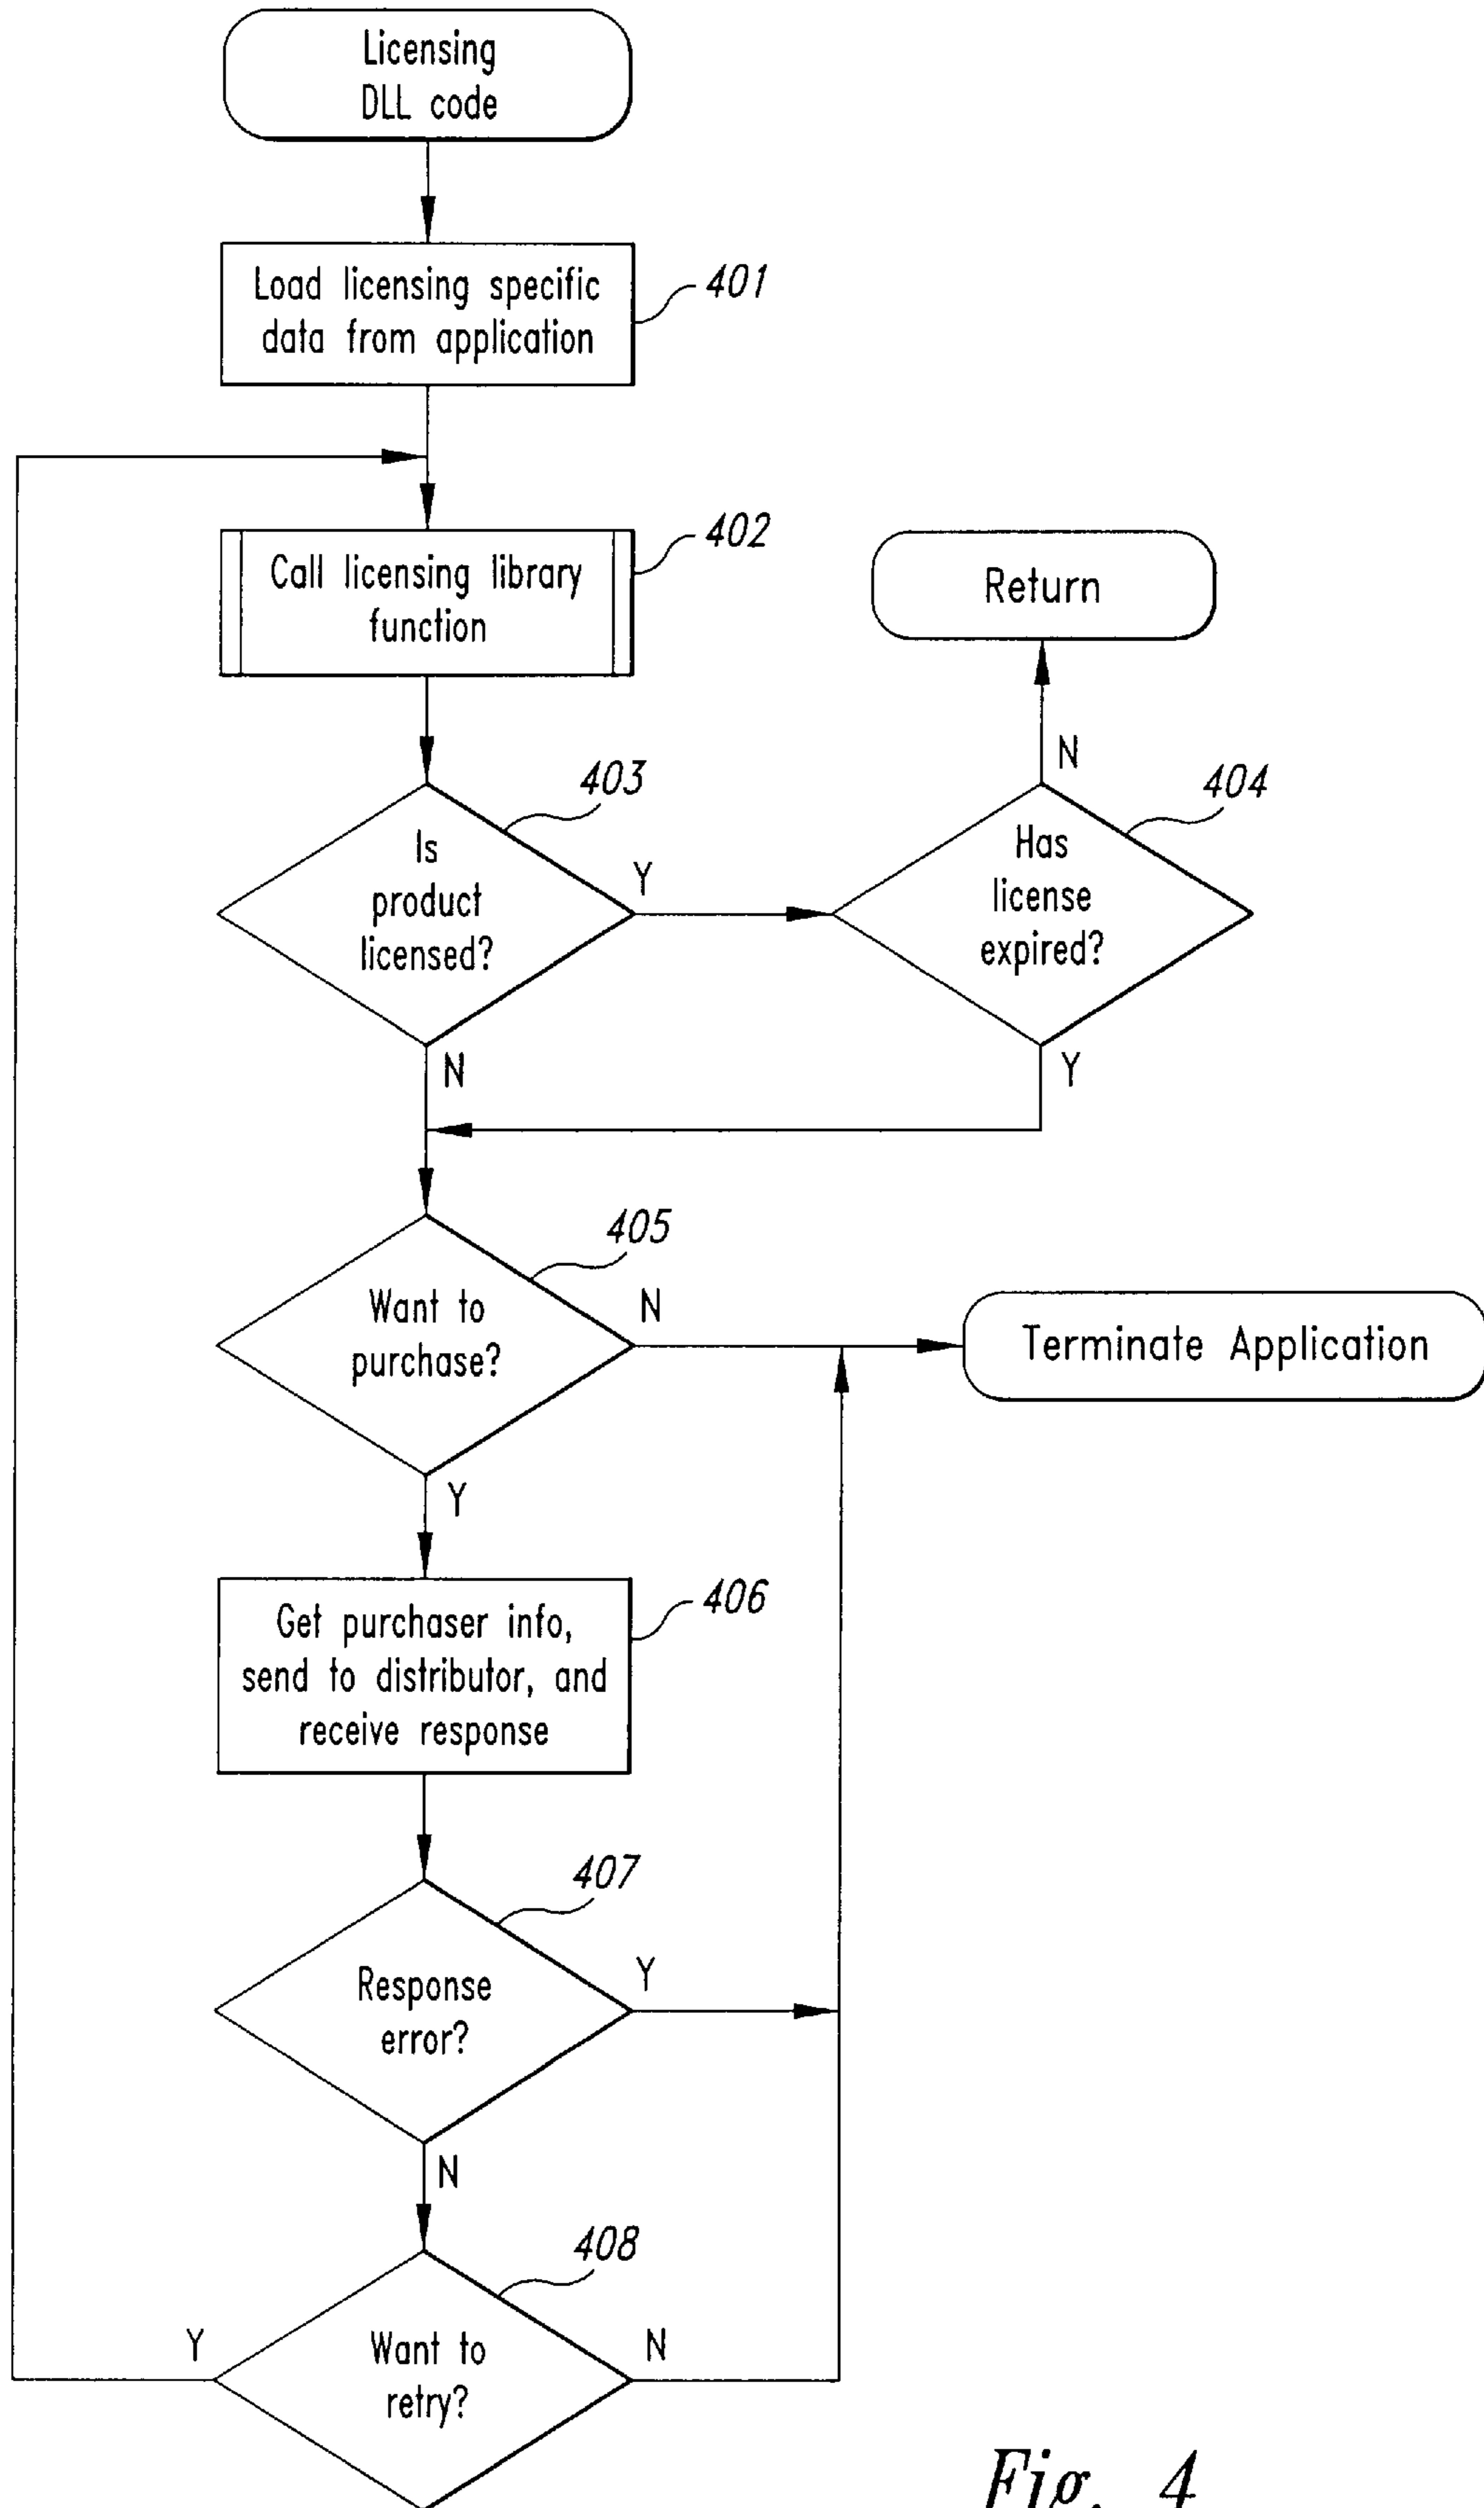 Licensing
DLL code
Load licensing specific
data from application
401
Call licensing library
function
402
Return
Is
product
licensed?
403
Y
N
Has
license
expired?
404
N
Y
Want to
purchase?
405
N
Y
Terminate Application
Get purchaser info,
send to distributor, and
receive response
406
Response
error?
407
Y
N
Want to
retry?
408
Y
N
Fig. 4